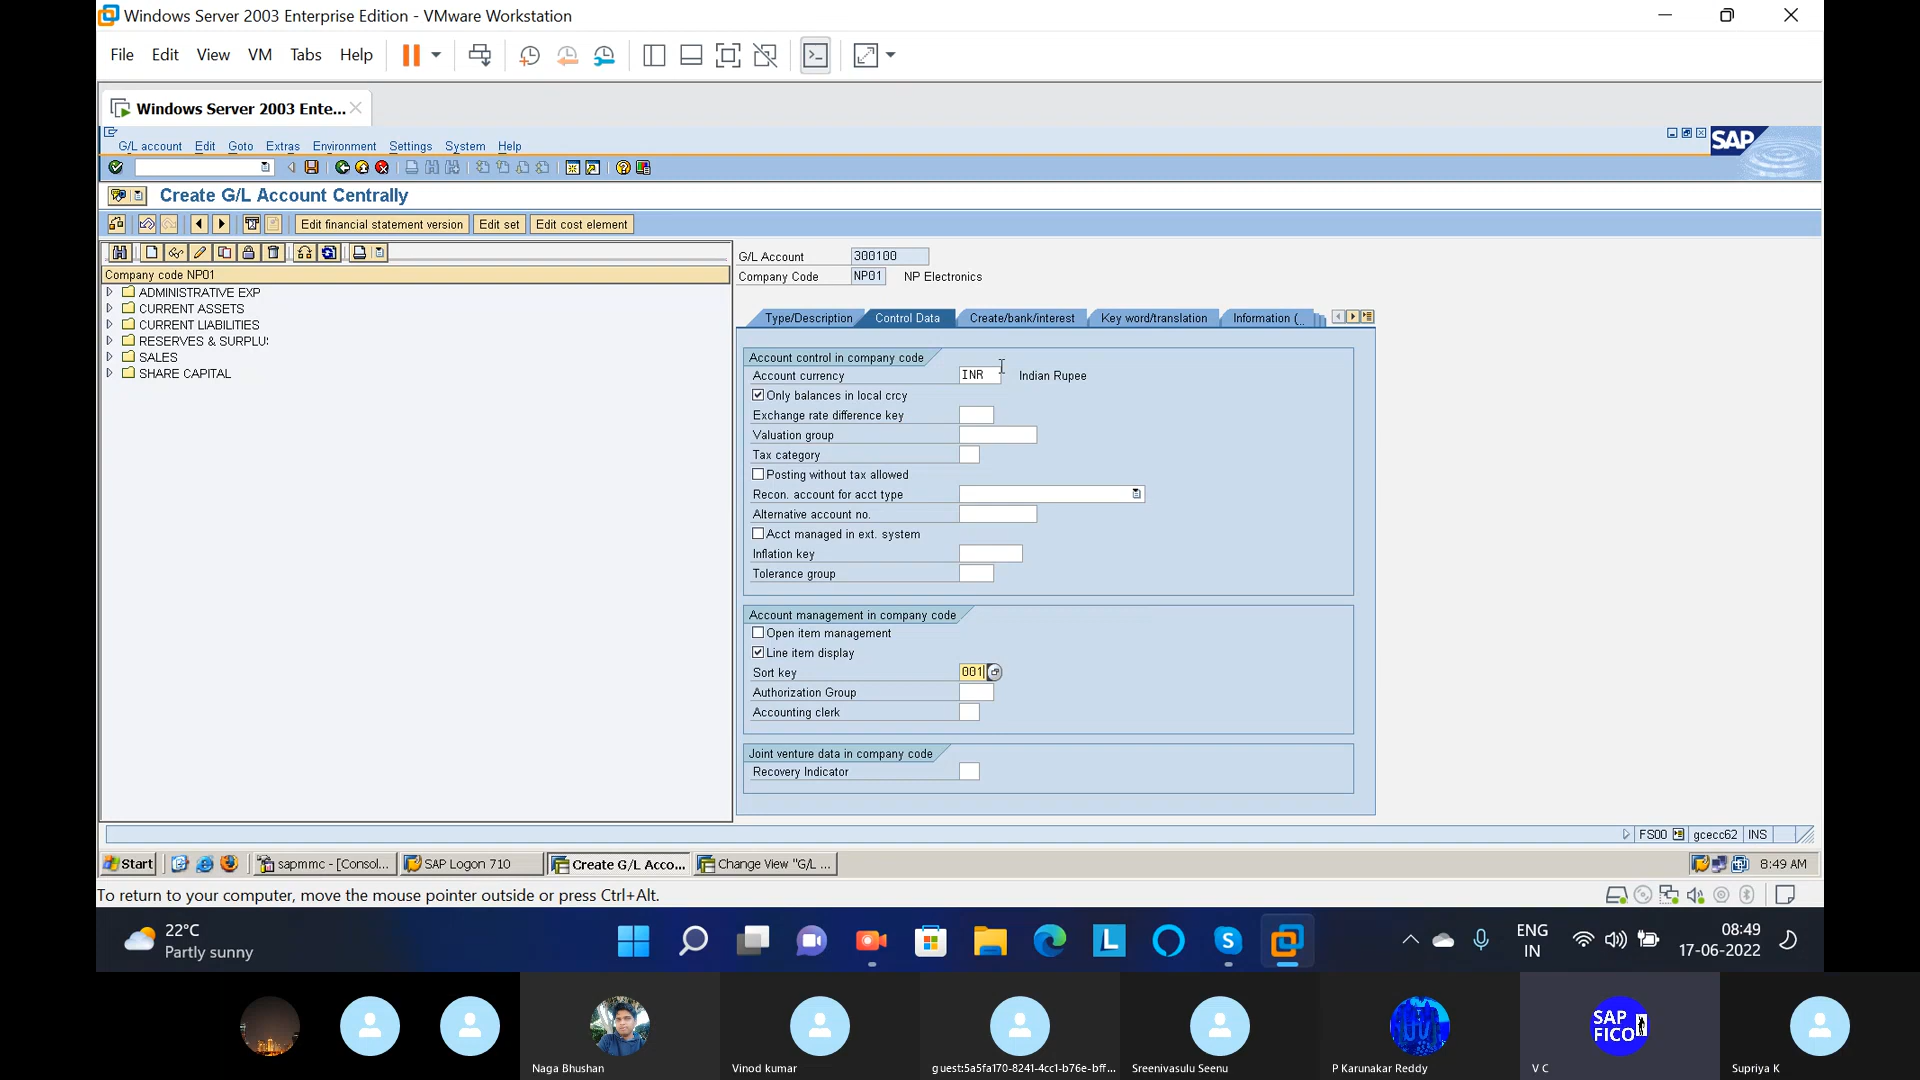 Windows Server 2003 Enterprise Edition - VMware Workstation
File Edit View VM Tabs Help
Windows Server 2003 Ente...
G/L account Edit Goto Extras Environment Settings System Help
SAP
Create G/L Account Centrally
Edit financial statement version Edit set Edit cost element
Company code NP01
ADMINISTRATIVE EXP
CURRENT ASSETS
CURRENT LIABILITIES
RESERVES & SURPLU:
SALES
SHARE CAPITAL
G/L Account 300100
Company Code NP01 NP Electronics
Type/Description Control Data Create/bank/interest Key word/translation Information (...
Account control in company code
Account currency INR Indian Rupee
Only balances in local crcy
Exchange rate difference key
Valuation group
Tax category
Posting without tax allowed
Recon. account for acct type
Alternative account no.
Acct managed in ext. system
Inflation key
Tolerance group
Account management in company code
Open item management
Line item display
Sort key 001
Authorization Group
Accounting clerk
Joint venture data in company code
Recovery Indicator
FS00 gcecc62 INS
Start sapmmc - [Consol... SAP Logon 710 Create G/L Acco... Change View "G/L ... 8:49 AM
To return to your computer, move the mouse pointer outside or press Ctrl+Alt.
22°C
Partly sunny
ENG
IN
08:49
17-06-2022
SAP
FICO
Naga Bhushan
Vinod kumar
guest:5a5fa170-8241-4cc1-b76e-bff...
Sreenivasulu Seenu
P Karunakar Reddy
V C
Supriya K